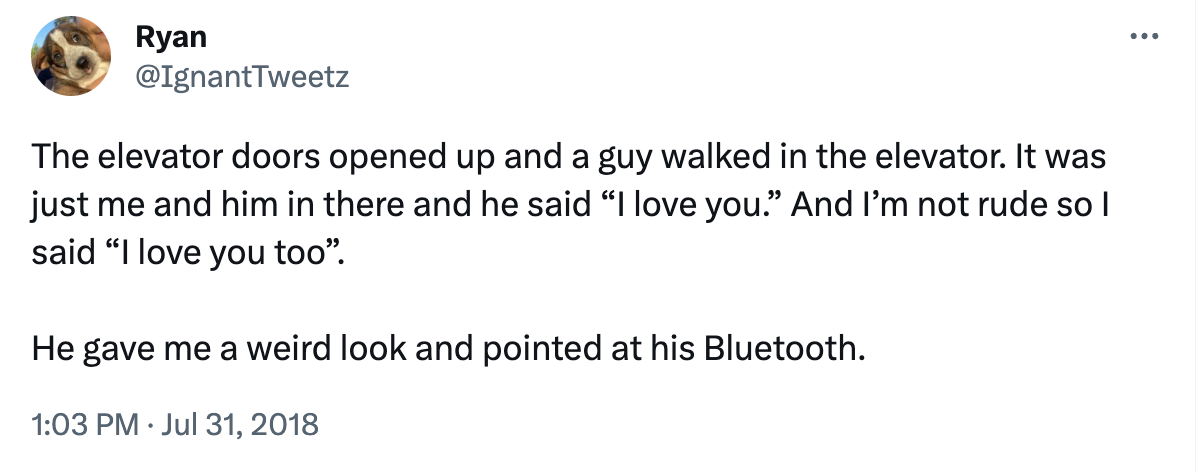 Ryan
@IgnantTweetz
The elevator doors opened up and a guy walked in the elevator. It was
just me and him in there and he said “I love you.” And I’m not rude so I
said “I love you too”.
He gave me a weird look and pointed at his Bluetooth.
1:03 PM · Jul 31, 2018